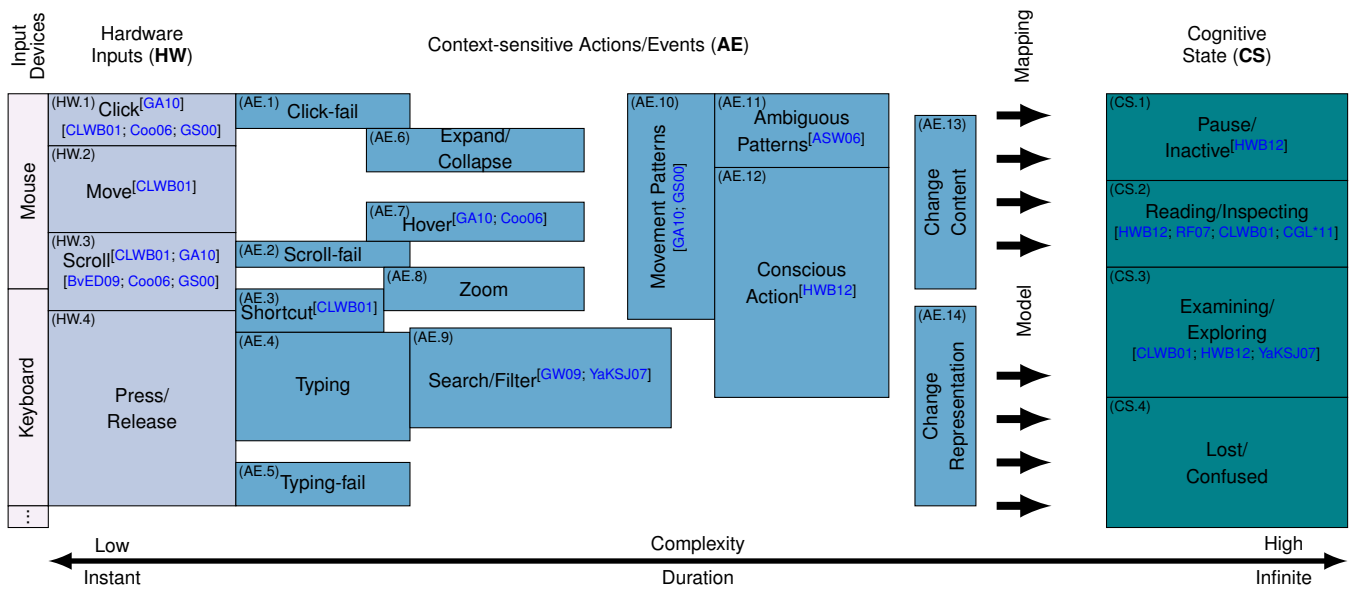 Input
Devices
Hardware
Inputs (HW)
Context-sensitive Actions/Events (AE)
Mapping
Cognitive
State (CS)
Mouse
Keyboard
...
(HW.1) Click[GA10]
[CLWB01; Coo06; GS00]
(HW.2)
Move[CLWB01]
(HW.3)
Scroll[CLWB01; GA10]
[BvED09; Coo06; GS00]
(HW.4)
Press/
Release
(AE.1) Click-fail
(AE.6) Expand/
Collapse
(AE.7)
Hover[GA10; Coo06]
(AE.2) Scroll-fail
(AE.8)
Zoom
(AE.3)
Shortcut[CLWB01]
(AE.4)
Typing
(AE.9)
Search/Filter[GW09; YaKSJ07]
(AE.5) Typing-fail
(AE.10)
Movement Patterns
[GA10; GS00]
(AE.11)
Ambiguous
Patterns[ASW06]
(AE.12)
Conscious
Action[HWB12]
(AE.13)
Change
Content
(AE.14)
Change
Representation
Model
(CS.1)
Pause/
Inactive[HWB12]
(CS.2)
Reading/Inspecting
[HWB12; RF07; CLWB01; CGL*11]
(CS.3)
Examining/
Exploring
[CLWB01; HWB12; YaKSJ07]
(CS.4)
Lost/
Confused
Low Complexity High
Instant Duration Infinite